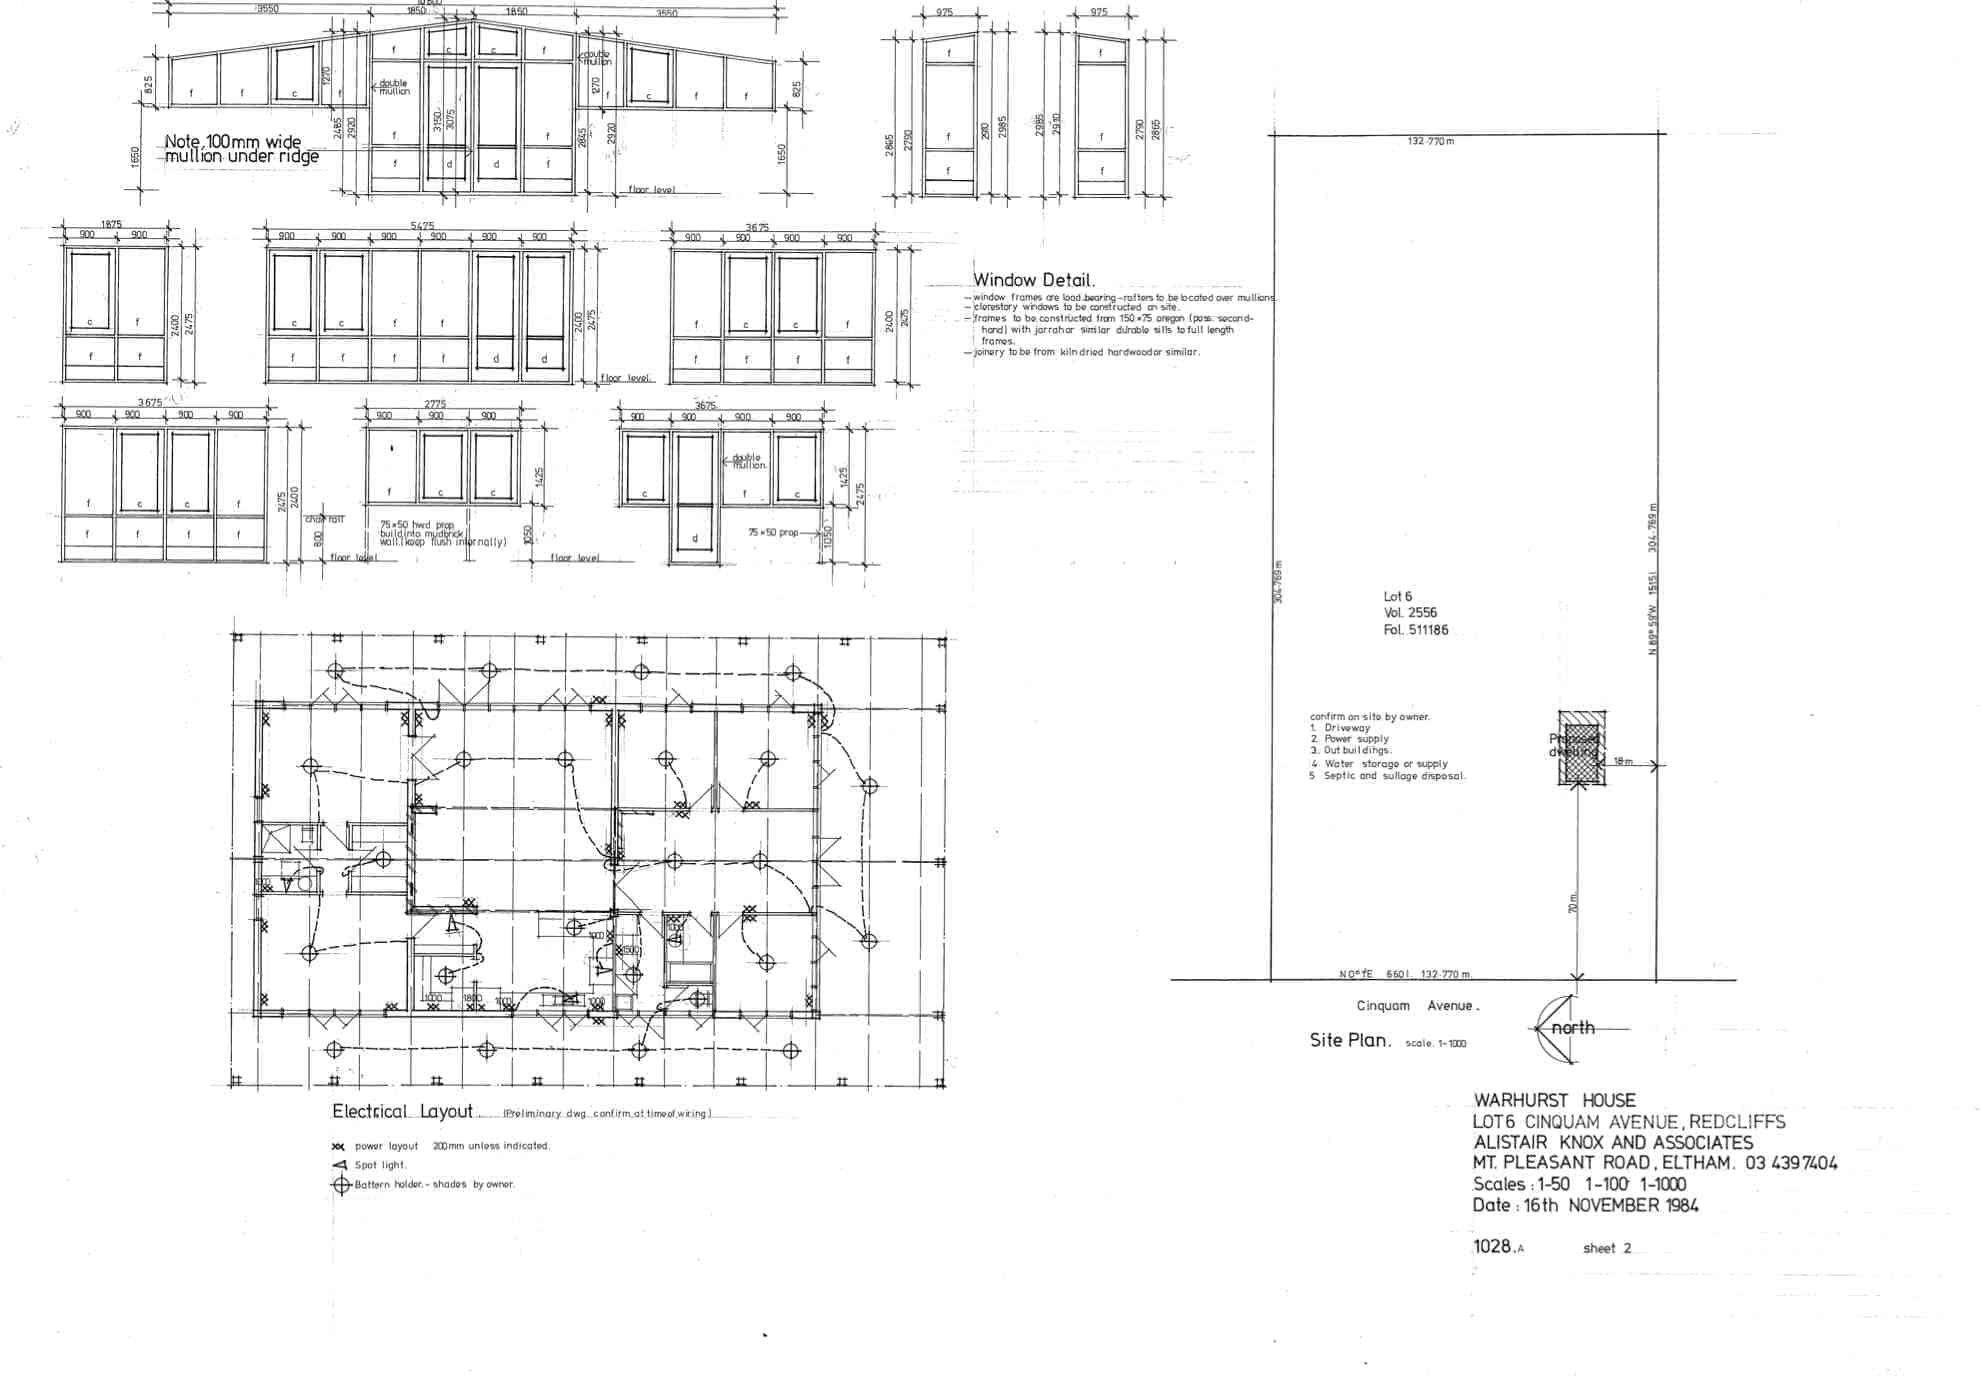 3550
1850
1850
3550
825
f
f
c
1270
f
f
c
c
f
double
mullion
double
mullion
1270
f
c
f
f
825
1650
2485
2920
3150
3075
f
f
d
d
f
f
2845
2920
1650
Note, 100mm wide
mullion under ridge
floor level
975
2865
2790
f
f
f
2910
2985
975
2985
2910
f
f
f
2790
2865
1875
900
900
c
f
f
f
2400
2475
5475
900
900
900
900
900
900
c
c
f
f
f
f
f
f
d
d
2400
2475
floor level.
3675
900
900
900
900
f
c
c
f
f
f
f
f
2400
2475
Window Detail.
– window frames are load bearing – rafters to be located over mullions
– clerestory windows to be constructed on site.
– frames to be constructed from 150×75 oregon (poss. second-
hand) with jarrah or similar durable sills to full length
frames.
– joinery to be from kiln dried hardwood or similar.
3675
900
900
900
900
f
c
c
f
f
f
f
f
2475
2400
chair rail
800
floor level
2775
900
900
900
f
c
c
1425
1050
75×50 hwd prop
build into mudbrick
wall.(keep flush internally)
floor level
3675
900
900
900
900
c
double
mullion.
f
c
d
75×50 prop
1050
1425
2475
132·770 m
304·769 m
N 89° 59'W 1515l 304·769 m
Lot 6
Vol. 2556
Fol. 511186
confirm on site by owner.
1. Driveway
2. Power supply
3. Out buildings.
4. Water storage or supply
5 Septic and sullage disposal.
Proposed
dwelling
18m
70m
660l. 132·770 m.
Cinquam Avenue.
Site Plan. scale. 1–1000
north
1000
1500
1000
1000
1800
1000
1000
Electrical Layout. (Preliminary dwg. confirm at time of wiring)
power layout 200mm unless indicated.
Spot light.
Battern holder. – shades by owner.
WARHURST HOUSE
LOT 6 CINQUAM AVENUE, REDCLIFFS
ALISTAIR KNOX AND ASSOCIATES
MT. PLEASANT ROAD, ELTHAM. 03 4397404
Scales : 1–50 1–100 1–1000
Date : 16th NOVEMBER 1984
1028.A sheet 2